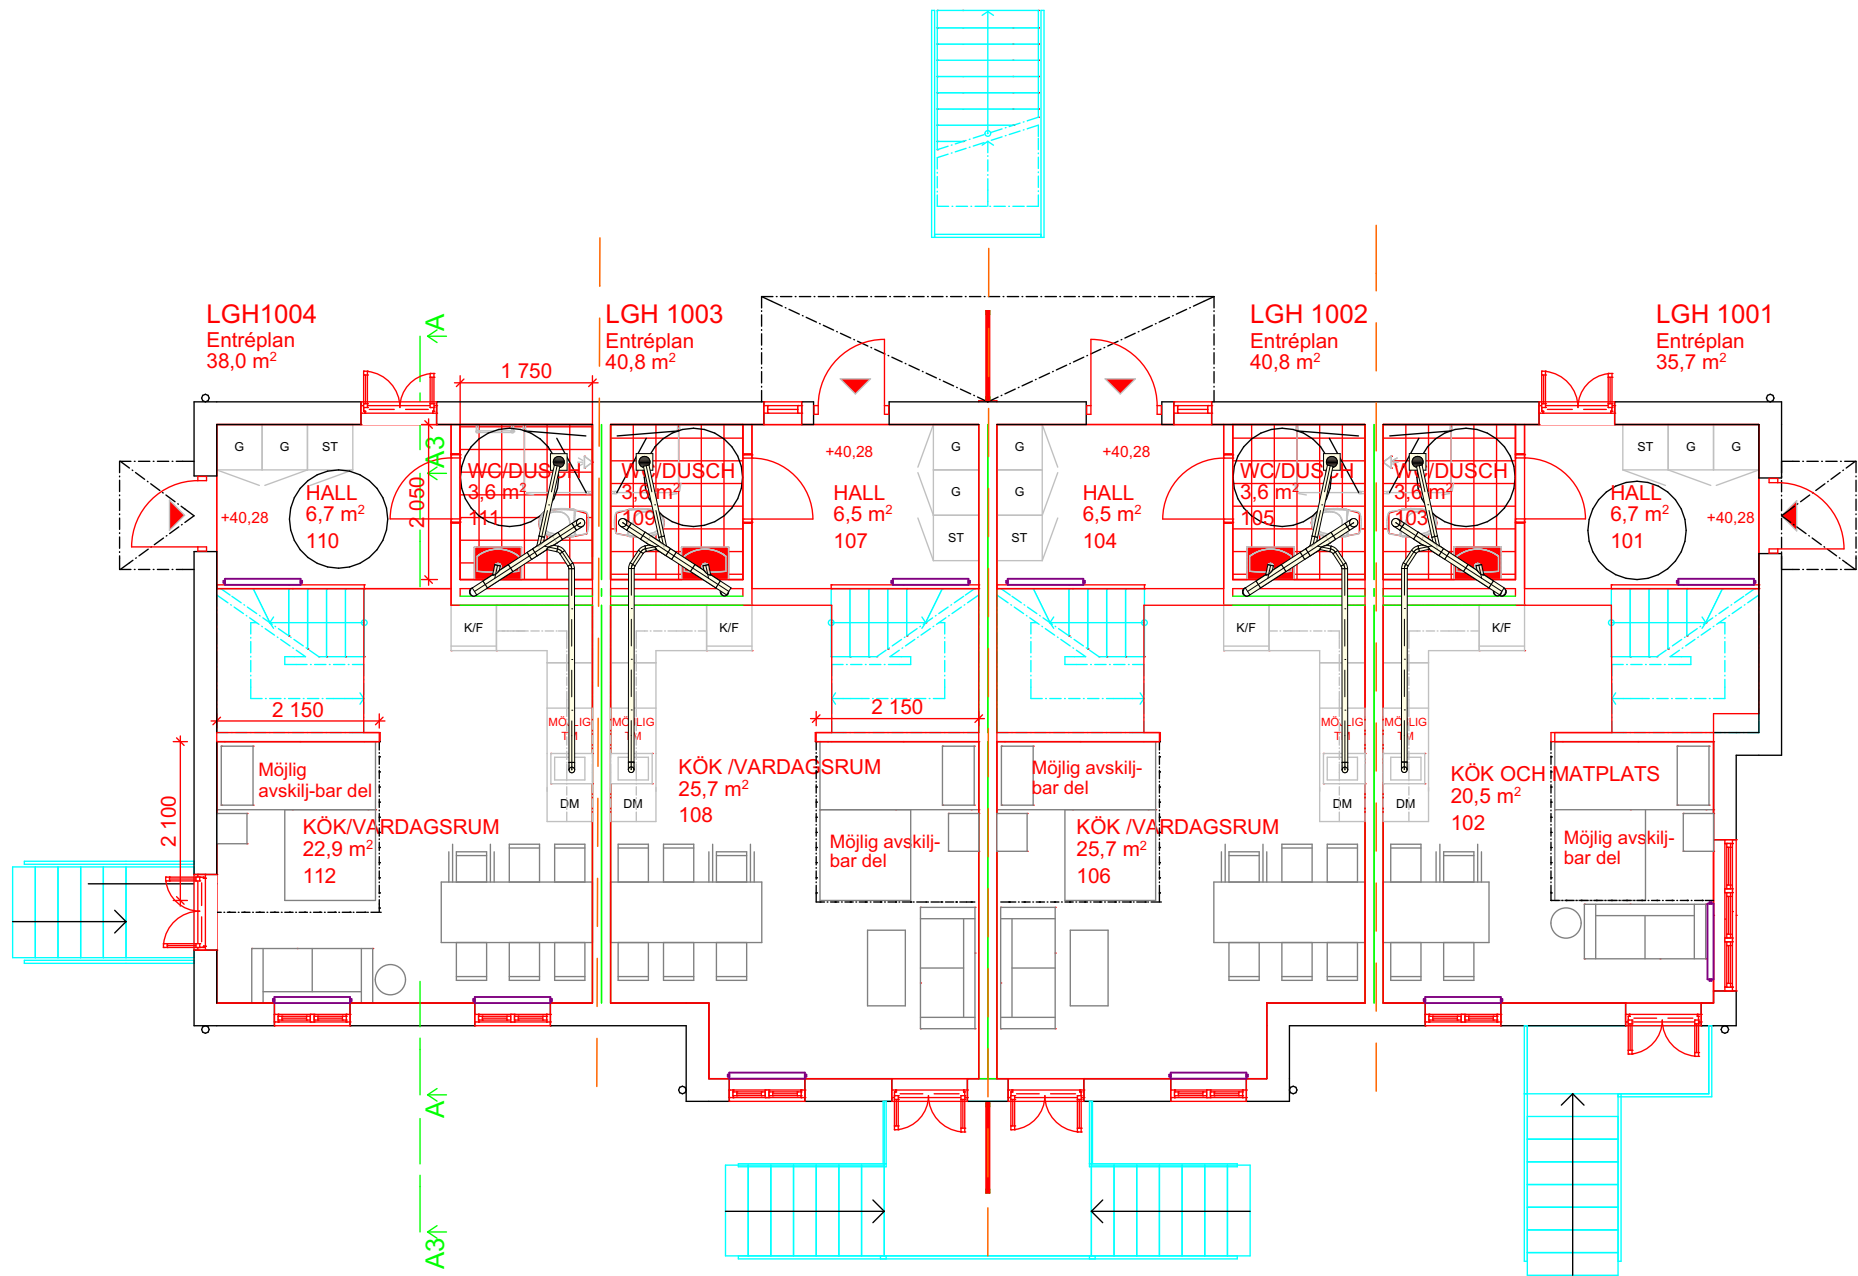 LGH1004
Entréplan
38,0 m²
LGH 1003
Entréplan
40,8 m²
LGH 1002
Entréplan
40,8 m²
LGH 1001
Entréplan
35,7 m²
A
A3
1 750
2 050
G
G
ST
HALL
6,7 m²
110
+40,28
WC/DUSCH
3,6 m²
111
WC/DUSCH
3,6 m²
109
+40,28
HALL
6,5 m²
107
G
G
ST
G
G
ST
+40,28
HALL
6,5 m²
104
WC/DUSCH
3,6 m²
105
WC/DUSCH
3,6 m²
103
ST
G
G
HALL
6,7 m²
101
+40,28
K/F
K/F
K/F
K/F
2 150
2 150
MÖJLIG
TM
MÖJLIG
TM
MÖJLIG
TM
MÖJLIG
TM
DM
DM
DM
DM
2 100
Möjlig
avskilj-bar del
KÖK/VARDAGSRUM
22,9 m²
112
KÖK /VARDAGSRUM
25,7 m²
108
Möjlig avskilj-
bar del
Möjlig avskilj-
bar del
KÖK /VARDAGSRUM
25,7 m²
106
KÖK OCH MATPLATS
20,5 m²
102
Möjlig avskilj-
bar del
A
A3